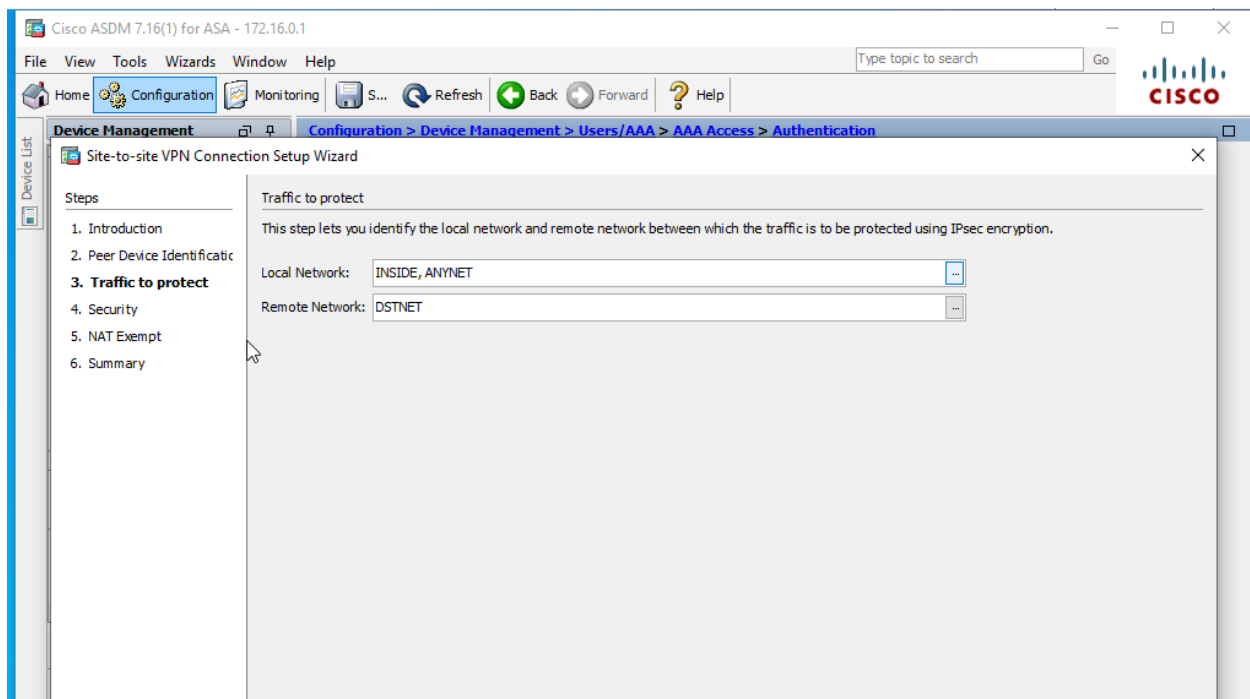 Cisco ASDM 7.16(1) for ASA - 172.16.0.1
File View Tools Wizards Window Help
Type topic to search Go
Home Configuration Monitoring S... Refresh Back Forward Help
CISCO
Device List
Device Management
Configuration > Device Management > Users/AAA > AAA Access > Authentication
Site-to-site VPN Connection Setup Wizard
Steps
1. Introduction
2. Peer Device Identificatic
3. Traffic to protect
4. Security
5. NAT Exempt
6. Summary
Traffic to protect
This step lets you identify the local network and remote network between which the traffic is to be protected using IPsec encryption.
Local Network: INSIDE, ANYNET ...
Remote Network: DSTNET ...